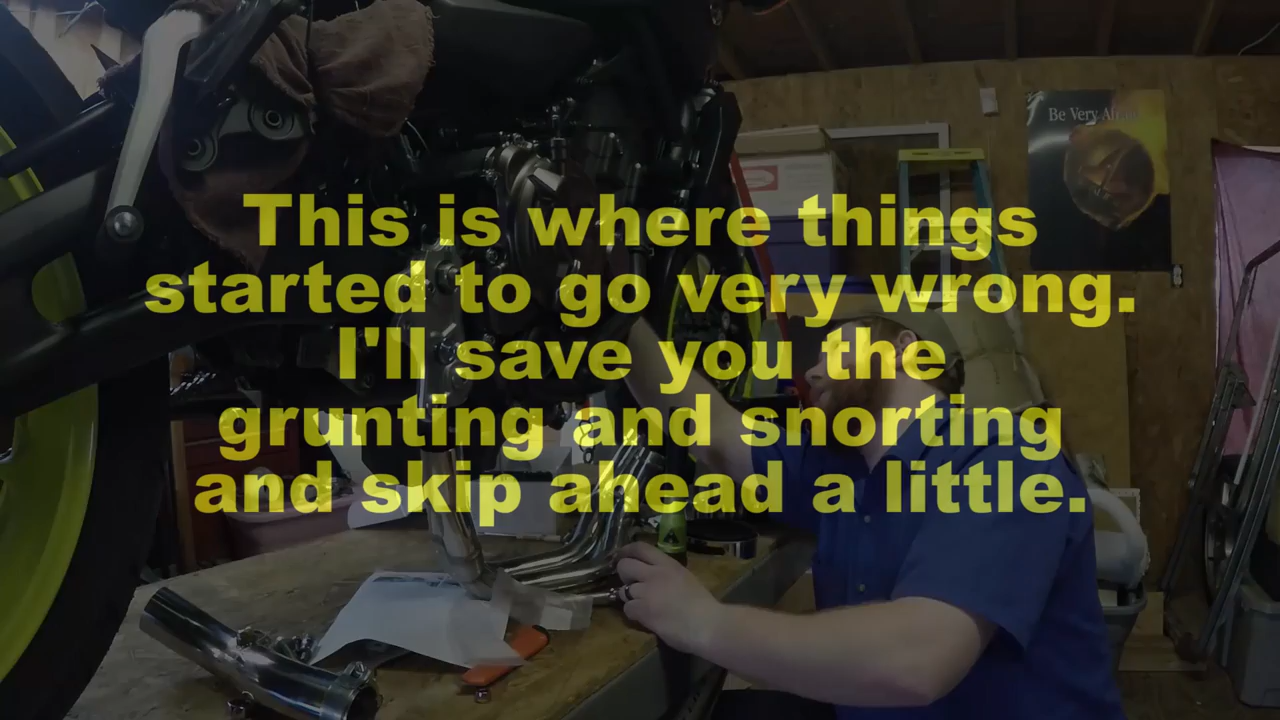 Be Very Afraid
This is where things
started to go very wrong.
I'll save you the
grunting and snorting
and skip ahead a little.